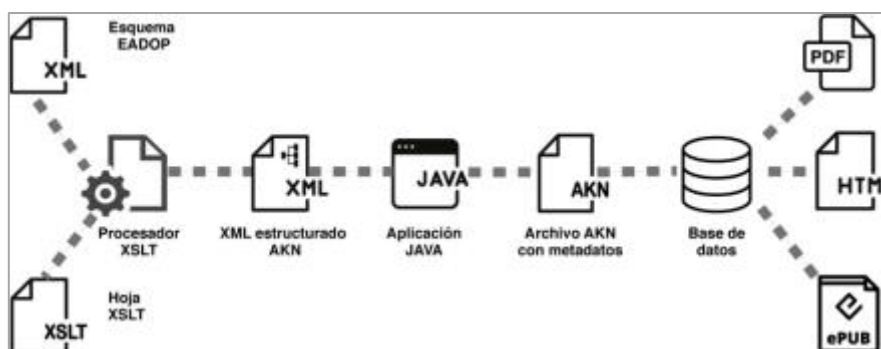 Esquema
EADOP
XML
PDF
XML
JAVA
AKN
HTM
Procesador
XSLT
XML estructurado
AKN
Aplicación
JAVA
Archivo AKN
con metadatos
Base de
datos
Hoja
XSLT
XSLT
ePUB